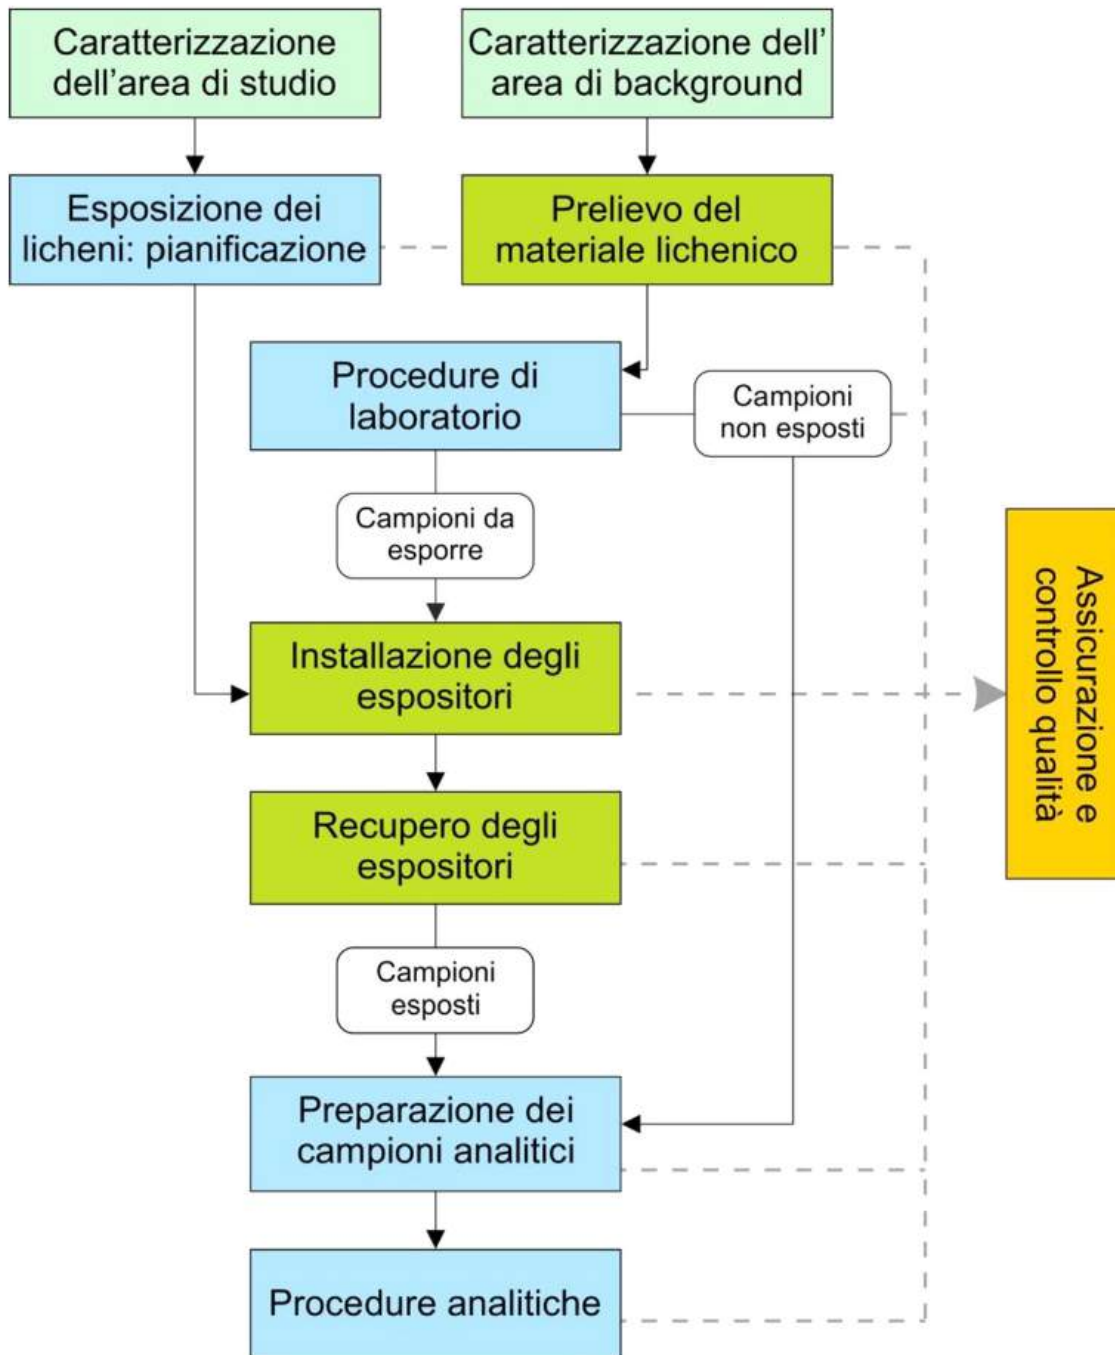 Caratterizzazione
dell'area di studio
Caratterizzazione dell'
area di background
Esposizione dei
licheni: pianificazione
Prelievo del
materiale lichenico
Procedure di
laboratorio
Campioni
non esposti
Campioni da
esporre
Installazione degli
espositori
Assicurazione e
controllo qualità
Recupero degli
espositori
Campioni
esposti
Preparazione dei
campioni analitici
Procedure analitiche